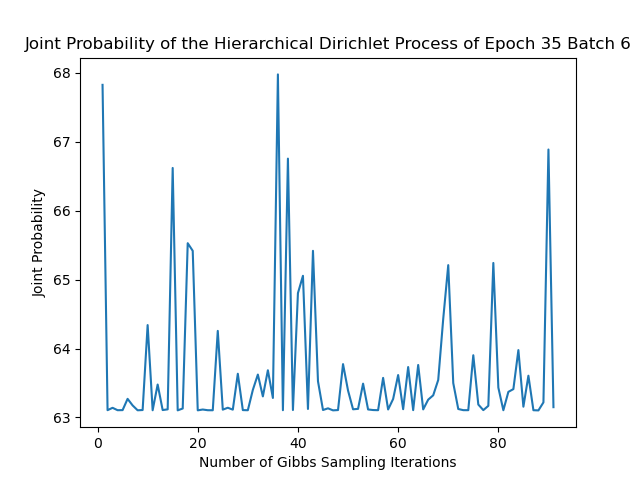 Joint Probability of the Hierarchical Dirichlet Process of Epoch 35 Batch 6
68
67
66
65
64
63
Joint Probability
0 20 40 60 80
Number of Gibbs Sampling Iterations